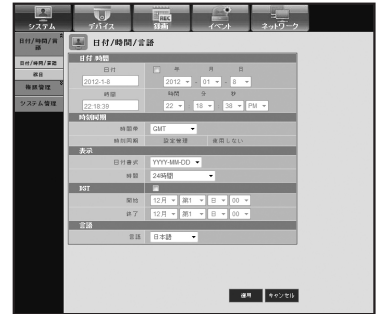 システム デバイス 録画 イベント ネットワーク
REC
日付/時間/言語
日付/時間/言語
日付/時間/言語
祭日
権限管理
システム管理
日付/時間
日付 年 月 日
2012-1-8 2012 - 01 - 8
時間 時間 分 秒
22:18:39 22 18 38 PM
時刻同期
時間帯 GMT
時刻同期 設定管理 使用しない
表示
日付書式 YYYY-MM-DD
時間 24時間
DST
開始 12月 第1 日 00
終了 12月 第1 日 00
言語
言語 日本語
適用 キャンセル